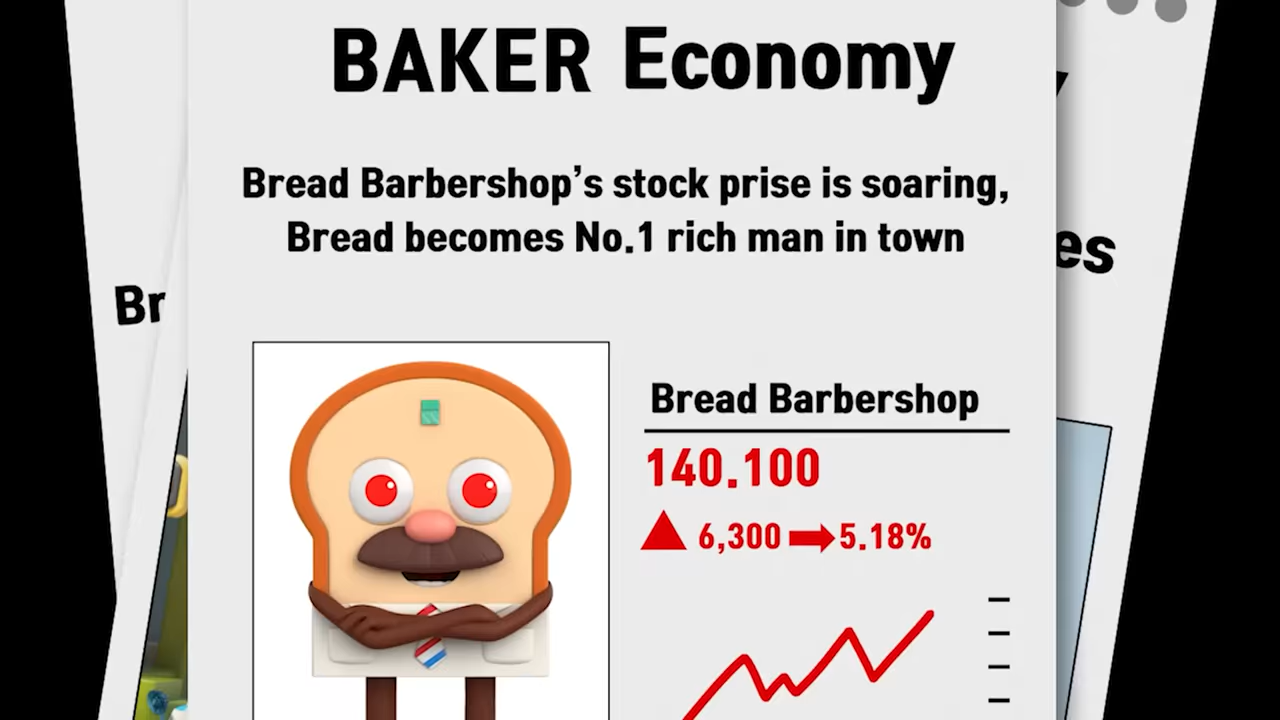 BAKER Economy
Bread Barbershop's stock prise is soaring,
Bread becomes No.1 rich man in town
Br
es
Bread Barbershop
140.100
▲ 6,300 ➡ 5.18%